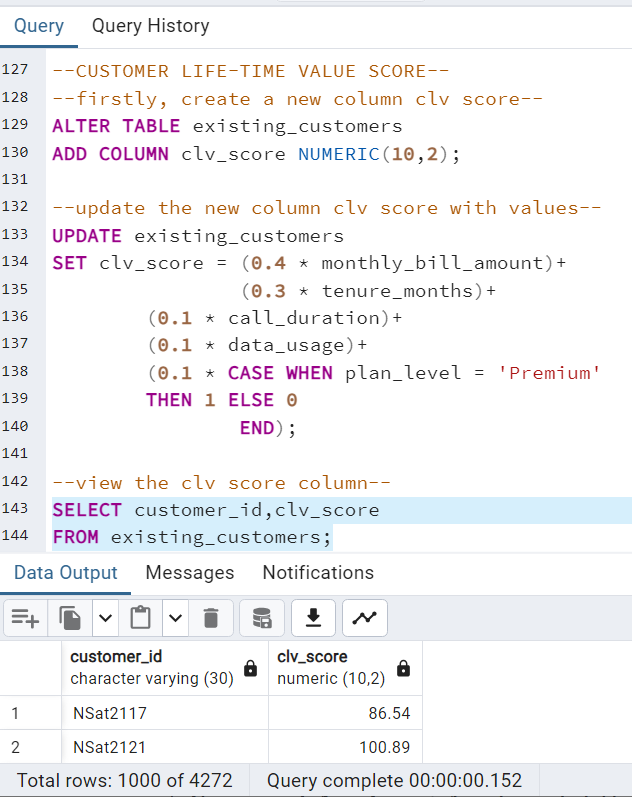 Query Query History
127 --CUSTOMER LIFE-TIME VALUE SCORE--
128 --firstly, create a new column clv score--
129 ALTER TABLE existing_customers
130 ADD COLUMN clv_score NUMERIC(10,2);
131
132 --update the new column clv score with values--
133 UPDATE existing_customers
134 SET clv_score = (0.4 * monthly_bill_amount)+
135 (0.3 * tenure_months)+
136 (0.1 * call_duration)+
137 (0.1 * data_usage)+
138 (0.1 * CASE WHEN plan_level = 'Premium'
139 THEN 1 ELSE 0
140 END);
141
142 --view the clv score column--
143 SELECT customer_id,clv_score
144 FROM existing_customers;
Data Output Messages Notifications
customer_id clv_score
character varying (30) numeric (10,2)
1 NSat2117 86.54
2 NSat2121 100.89
Total rows: 1000 of 4272 Query complete 00:00:00.152